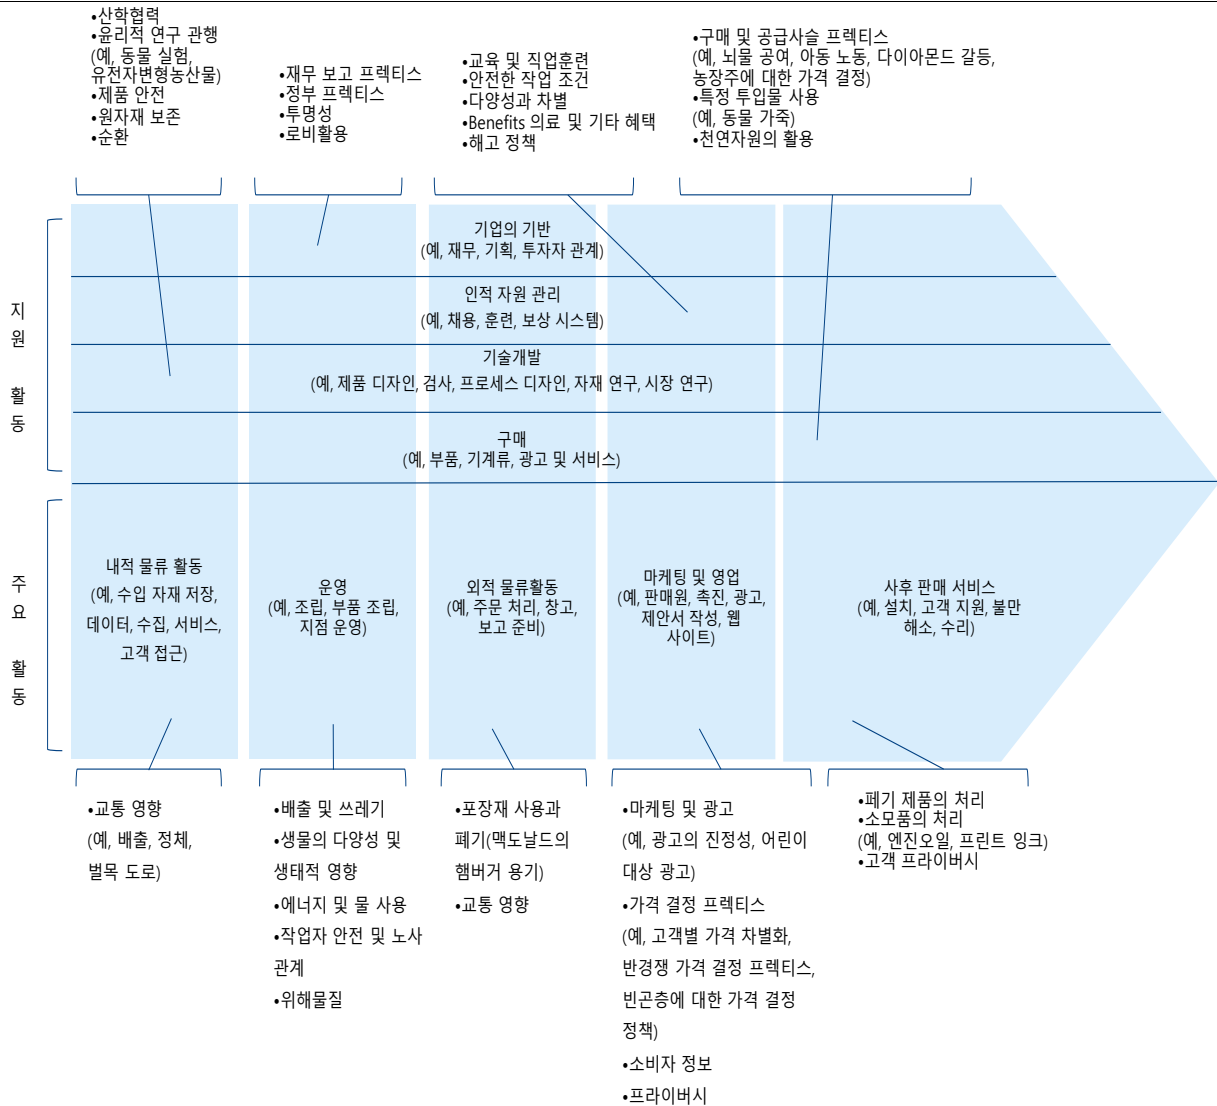 •산학협력
•윤리적 연구 관행
(예, 동물 실험,
유전자변형농산물)
•제품 안전
•원자재 보존
•순환
•재무 보고 프렉티스
•정부 프렉티스
•투명성
•로비활용
•교육 및 직업훈련
•안전한 작업 조건
•다양성과 차별
•Benefits 의료 및 기타 혜택
•해고 정책
•구매 및 공급사슬 프렉티스
(예, 뇌물 공여, 아동 노동, 다이아몬드 갈등,
농장주에 대한 가격 결정)
•특정 투입물 사용
(예, 동물 가죽)
•천연자원의 활용
지
원
활
동
기업의 기반
(예, 재무, 기획, 투자자 관계)
인적 자원 관리
(예, 채용, 훈련, 보상 시스템)
기술개발
(예, 제품 디자인, 검사, 프로세스 디자인, 자재 연구, 시장 연구)
구매
(예, 부품, 기계류, 광고 및 서비스)
주
요
활
동
내적 물류 활동
(예, 수입 자재 저장,
데이터, 수집, 서비스,
고객 접근)
운영
(예, 조립, 부품 조립,
지점 운영)
외적 물류활동
(예, 주문 처리, 창고,
보고 준비)
마케팅 및 영업
(예, 판매원, 촉진, 광고,
제안서 작성, 웹
사이트)
사후 판매 서비스
(예, 설치, 고객 지원, 불만
해소, 수리)
•교통 영향
(예, 배출, 정체,
벌목 도로)
•배출 및 쓰레기
•생물의 다양성 및
생태적 영향
•에너지 및 물 사용
•작업자 안전 및 노사
관계
•위해물질
•포장재 사용과
폐기(맥도날드의
햄버거 용기)
•교통 영향
•마케팅 및 광고
(예, 광고의 진정성, 어린이
대상 광고)
•가격 결정 프렉티스
(예, 고객별 가격 차별화,
반경쟁 가격 결정 프렉티스,
빈곤층에 대한 가격 결정
정책)
•소비자 정보
•프라이버시
•폐기 제품의 처리
•소모품의 처리
(예, 엔진오일, 프린트 잉크)
•고객 프라이버시